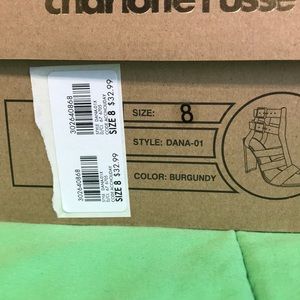 charlotte russe
SIZE: 8
STYLE: DANA-01
COLOR: BURGUNDY
302640868
SIZE 8 $32.99
302640868
SIZE 8 $32.99